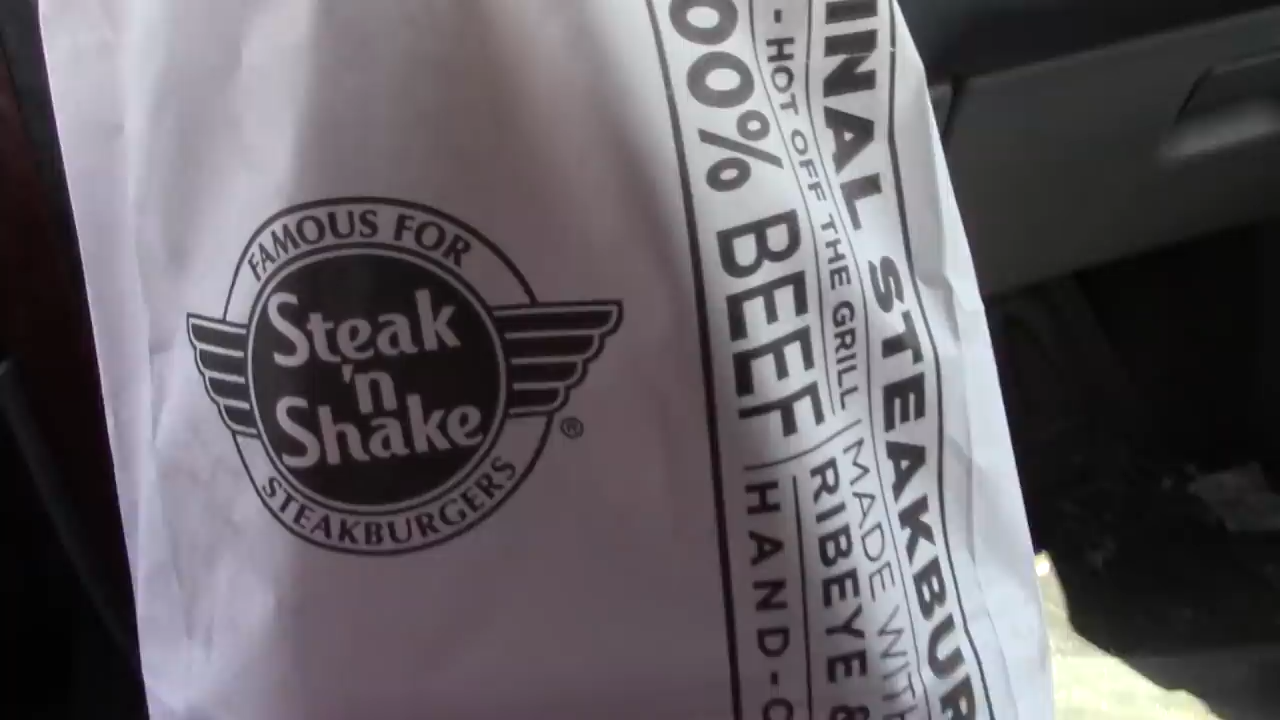 FAMOUS FOR
Steak
'n
Shake
®
STEAKBURGERS
INAL STEAKBUR
- HOT OFF THE GRILL
MADE WITH
00% BEEF
RIBEYE &
HAND-C